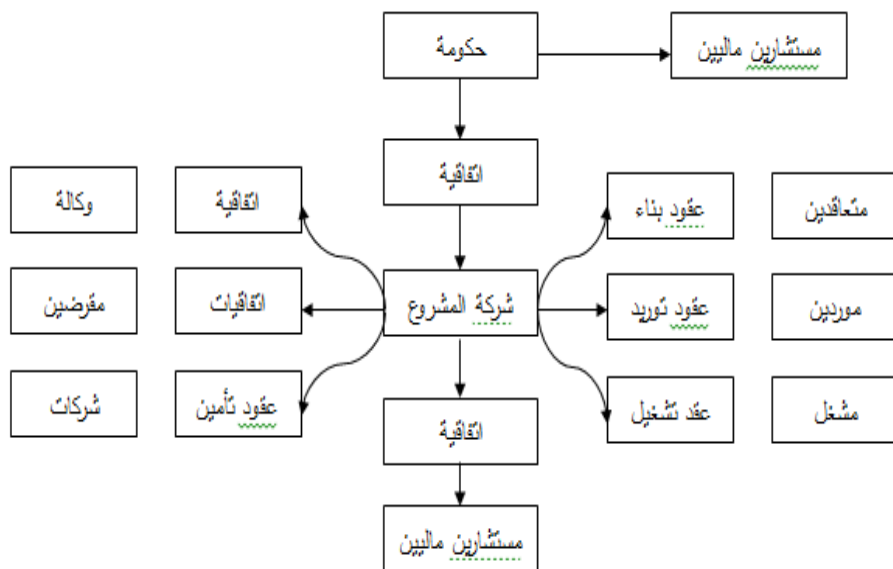 حكومة
مستشارين ماليين
اتفاقية
متعاقدين
عقود بناء
اتفاقية
وكالة
موردين
عقود توريد
شركة المشروع
اتفاقيات
مقرضين
مشغل
عقد تشغيل
عقود تأمين
شركات
اتفاقية
مستشارين ماليين